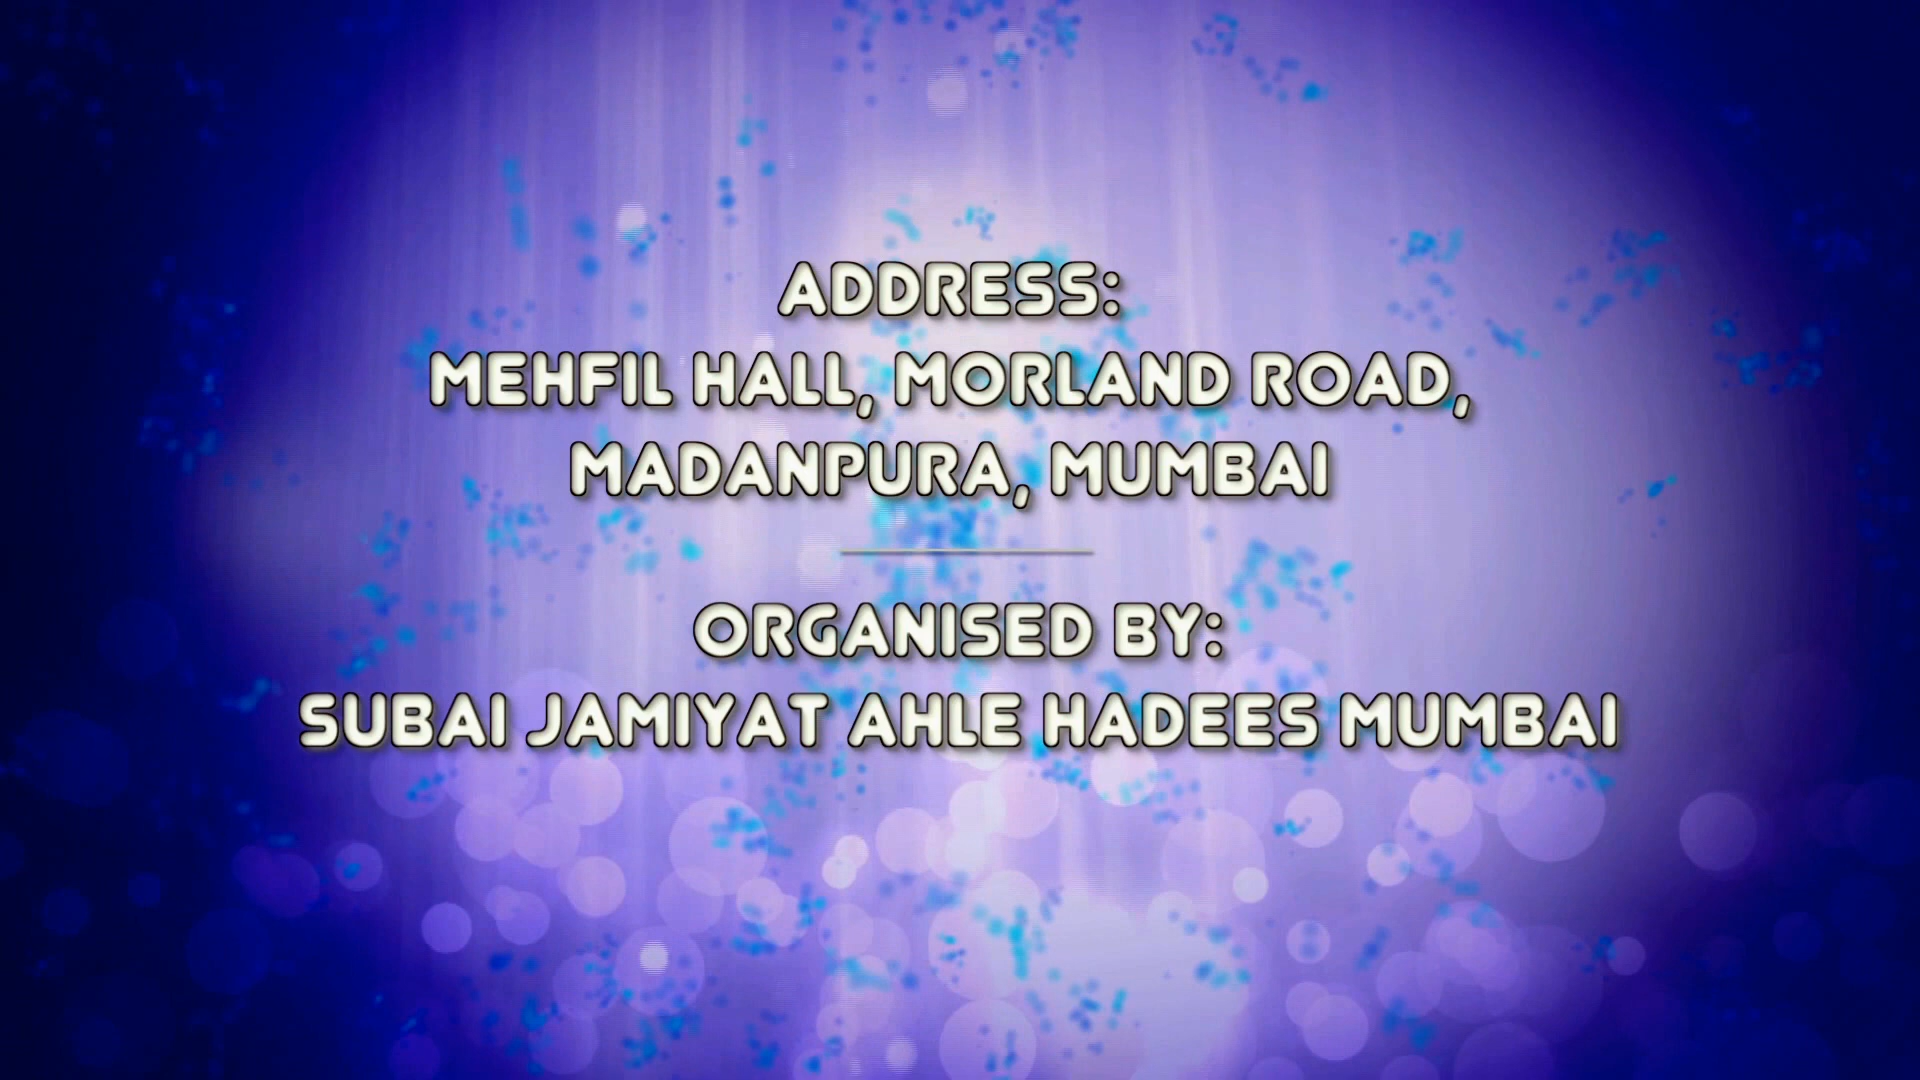 ADDRESS:
MEHFIL HALL, MORLAND ROAD,
MADANPURA, MUMBAI
ORGANISED BY:
SUBAI JAMIYAT AHLE HADEES MUMBAI